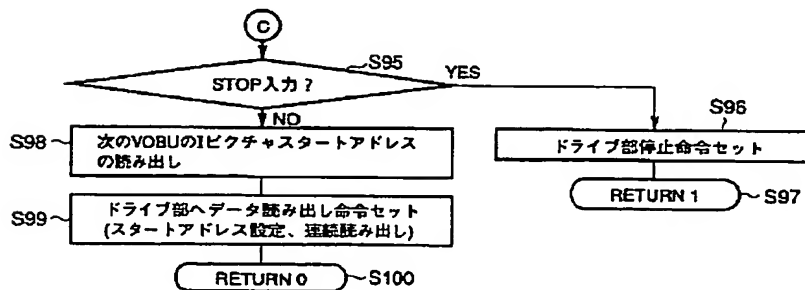 C
STOP入力？
S95
YES
NO
S98
次のVOBUのIピクチャスタートアドレス
の読み出し
S96
ドライブ部停止命令セット
RETURN 1
S97
S99
ドライブ部へデータ読み出し命令セット
(スタートアドレス設定、連続読み出し)
RETURN 0
S100